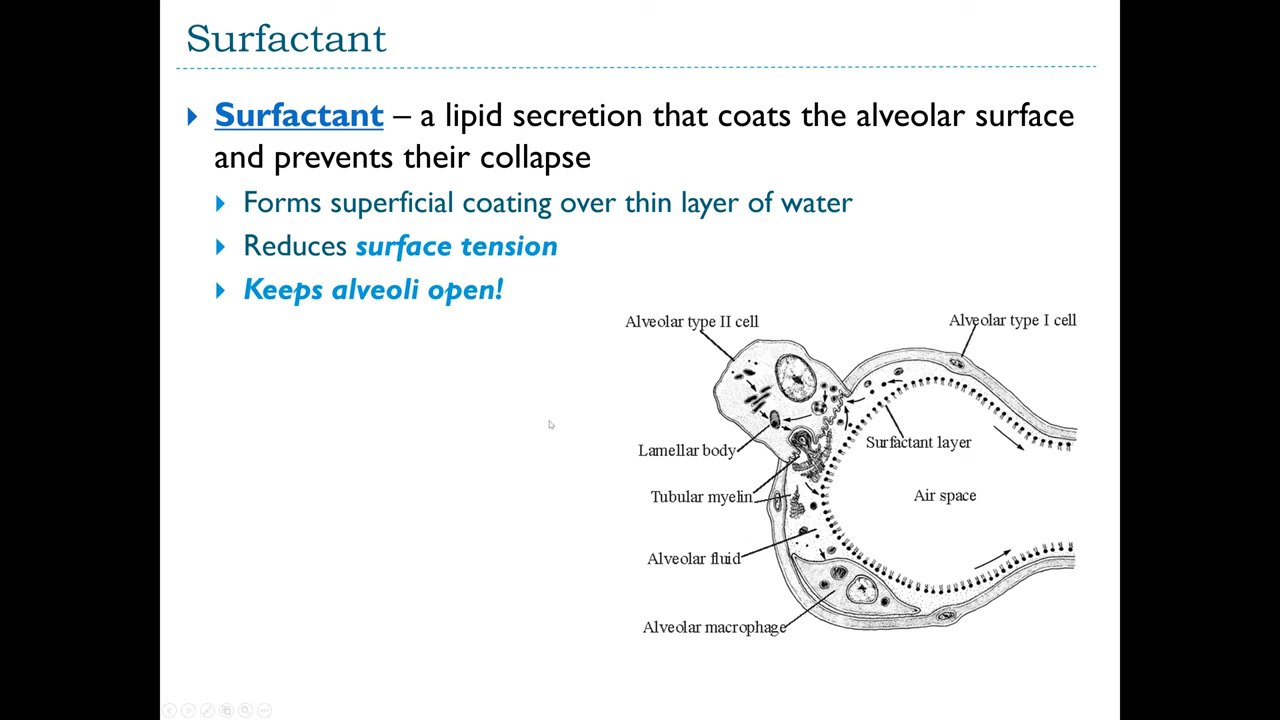 Surfactant
Surfactant – a lipid secretion that coats the alveolar surface
and prevents their collapse
Forms superficial coating over thin layer of water
Reduces surface tension
Keeps alveoli open!
Alveolar type II cell
Alveolar type I cell
Lamellar body
Surfactant layer
Tubular myelin
Air space
Alveolar fluid
Alveolar macrophage